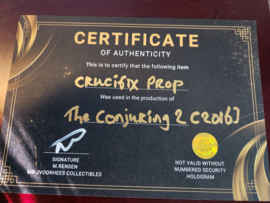 CERTIFICATE
OF AUTHENTICITY
This is to certify that the following item
CRUCifix PROP
Was used in the production of
The Conjuring 2 (2016)
SIGNATURE
M.RENSEN
MR JVOORHEES COLLECTIBLES
NOT VALID WITHOUT
NUMBERED SECURITY
HOLOGRAM